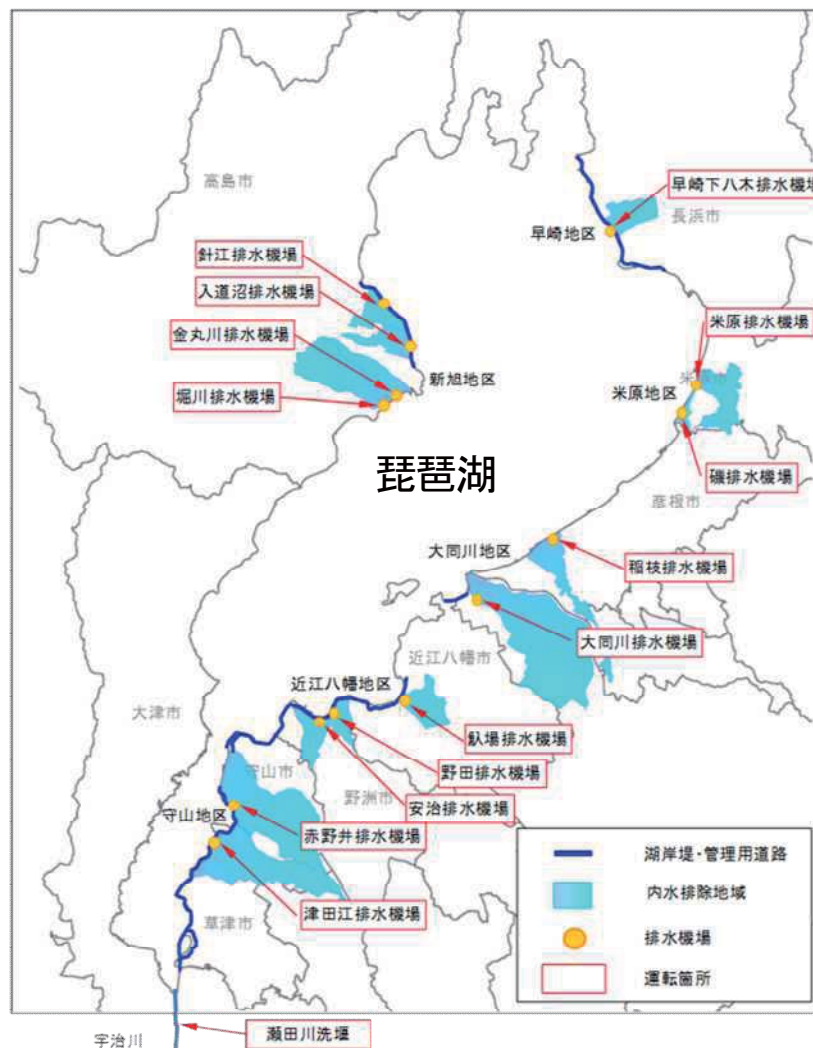 高島市
早崎下八木排水機場
長浜市
早崎地区
針江排水機場
入道沼排水機場
金丸川排水機場
新旭地区
堀川排水機場
米原排水機場
米原市
米原地区
磯排水機場
琵琶湖
彦根市
大同川地区
稲枝排水機場
大同川排水機場
近江八幡市
近江八幡地区
大津市
魞場排水機場
野田排水機場
守山市
野洲市
安治排水機場
守山地区
赤野井排水機場
津田江排水機場
草津市
湖岸堤・管理用道路
内水排除地域
排水機場
運転箇所
瀬田川洗堰
宇治川